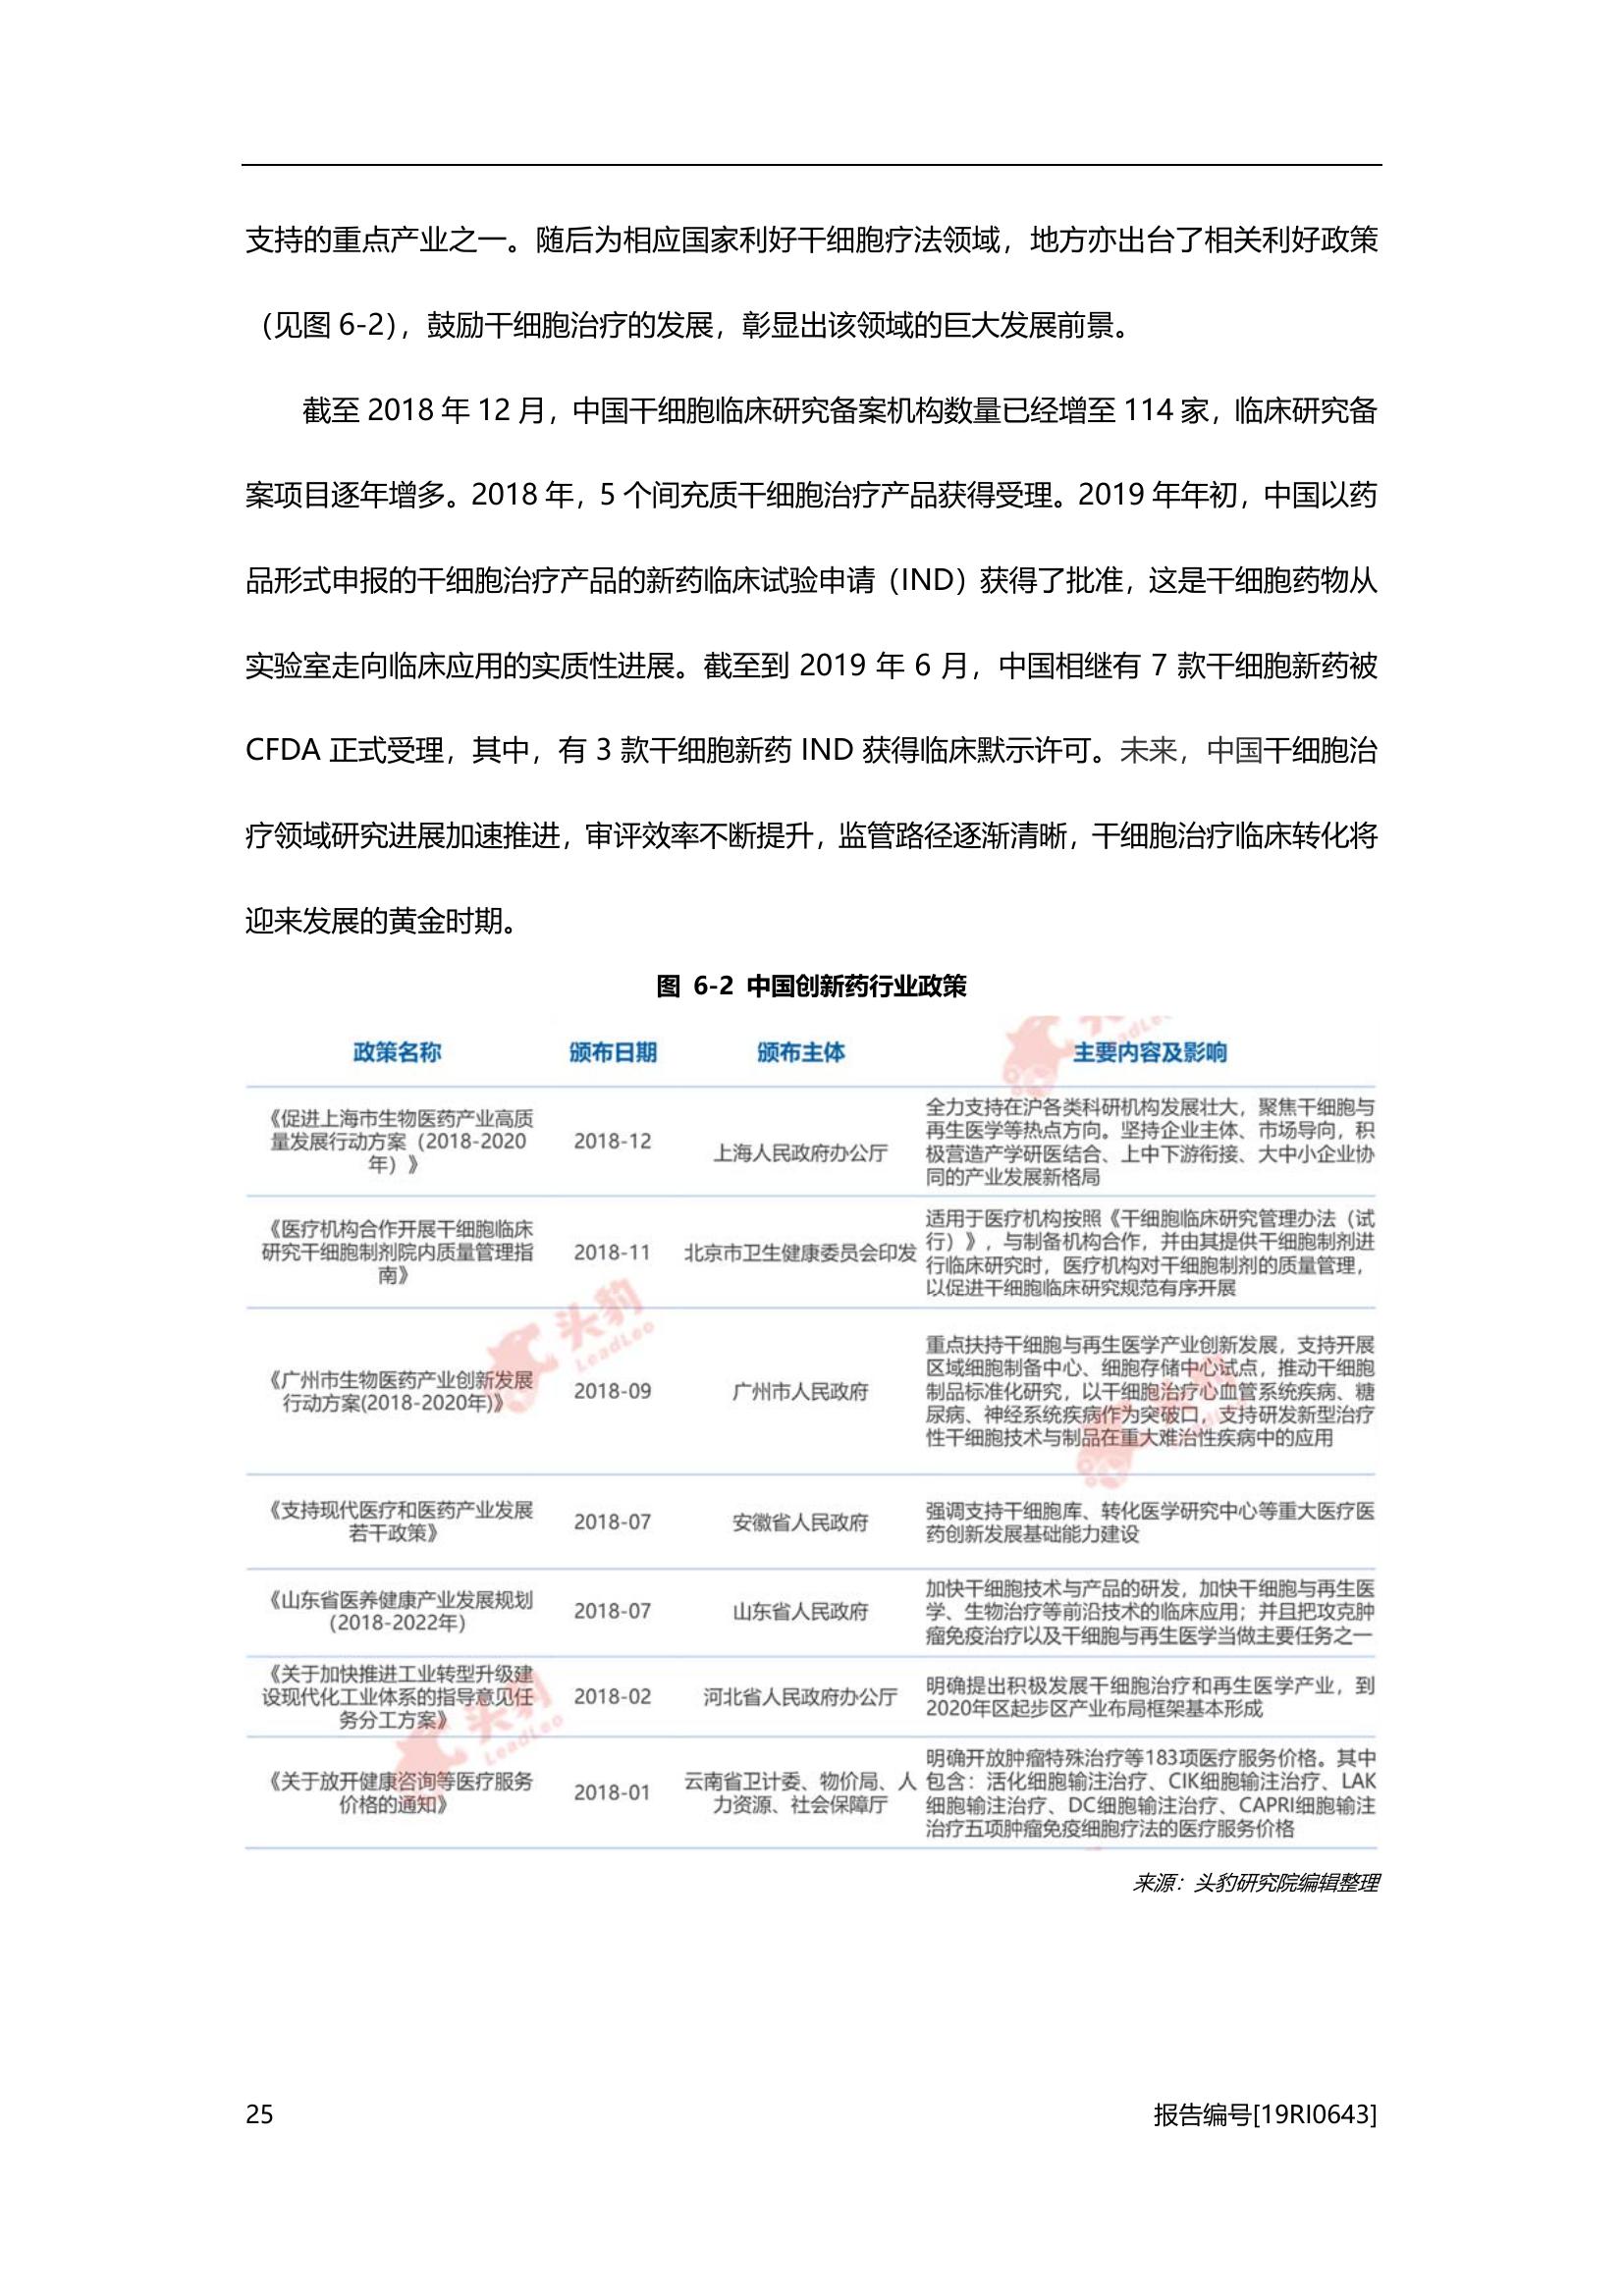 支持的重点产业之一。随后为相应国家利好干细胞疗法领域，地方亦出台了相关利好政策
（见图 6-2），鼓励干细胞治疗的发展，彰显出该领域的巨大发展前景。
截至 2018 年 12 月，中国干细胞临床研究备案机构数量已经增至 114 家，临床研究备
案项目逐年增多。2018 年，5 个间充质干细胞治疗产品获得受理。2019 年年初，中国以药
品形式申报的干细胞治疗产品的新药临床试验申请（IND）获得了批准，这是干细胞药物从
实验室走向临床应用的实质性进展。截至到 2019 年 6 月，中国相继有 7 款干细胞新药被
CFDA 正式受理，其中，有 3 款干细胞新药 IND 获得临床默示许可。未来，中国干细胞治
疗领域研究进展加速推进，审评效率不断提升，监管路径逐渐清晰，干细胞治疗临床转化将
迎来发展的黄金时期。
图 6-2 中国创新药行业政策
政策名称 颁布日期 颁布主体 主要内容及影响
《促进上海市生物医药产业高质
量发展行动方案（2018-2020
年）》
2018-12
上海人民政府办公厅
全力支持在沪各类科研机构发展壮大，聚焦干细胞与
再生医学等热点方向。坚持企业主体、市场导向，积
极营造产学研医结合、上中下游衔接、大中小企业协
同的产业发展新格局
《医疗机构合作开展干细胞临床
研究干细胞制剂院内质量管理指
南》
2018-11
北京市卫生健康委员会印发
适用于医疗机构按照《干细胞临床研究管理办法（试
行）》，与制备机构合作，并由其提供干细胞制剂进
行临床研究时，医疗机构对干细胞制剂的质量管理，
以促进干细胞临床研究规范有序开展
《广州市生物医药产业创新发展
行动方案(2018-2020年)》
2018-09
广州市人民政府
重点扶持干细胞与再生医学产业创新发展，支持开展
区域细胞制备中心、细胞存储中心试点，推动干细胞
制品标准化研究，以干细胞治疗心血管系统疾病、糖
尿病、神经系统疾病作为突破口，支持研发新型治疗
性干细胞技术与制品在重大难治性疾病中的应用
《支持现代医疗和医药产业发展
若干政策》
2018-07
安徽省人民政府
强调支持干细胞库、转化医学研究中心等重大医疗医
药创新发展基础能力建设
《山东省医养健康产业发展规划
(2018-2022年)
2018-07
山东省人民政府
加快干细胞技术与产品的研发，加快干细胞与再生医
学、生物治疗等前沿技术的临床应用；并且把攻克肿
瘤免疫治疗以及干细胞与再生医学当做主要任务之一
《关于加快推进工业转型升级建
设现代化工业体系的指导意见任
务分工方案》
2018-02
河北省人民政府办公厅
明确提出积极发展干细胞治疗和再生医学产业，到
2020年区起步区产业布局框架基本形成
《关于放开健康咨询等医疗服务
价格的通知》
2018-01
云南省卫计委、物价局、人
力资源、社会保障厅
明确开放肿瘤特殊治疗等183项医疗服务价格。其中
包含：活化细胞输注治疗、CIK细胞输注治疗、LAK
细胞输注治疗、DC细胞输注治疗、CAPRI细胞输注
治疗五项肿瘤免疫细胞疗法的医疗服务价格
头豹
LeadLeo
头豹
LeadLeo
来源：头豹研究院编辑整理
25 报告编号[19RI0643]